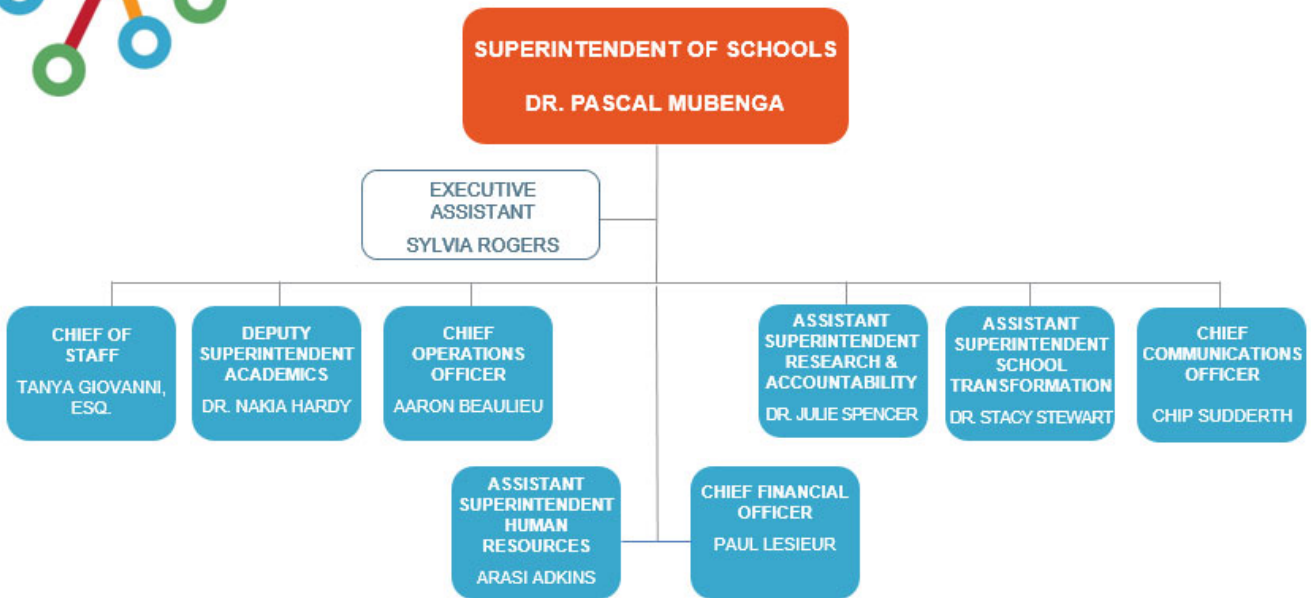 SUPERINTENDENT OF SCHOOLS
DR. PASCAL MUBENGA
EXECUTIVE
ASSISTANT
SYLVIA ROGERS
CHIEF OF
STAFF
TANYA GIOVANNI,
ESQ.
DEPUTY
SUPERINTENDENT
ACADEMICS
DR. NAKIA HARDY
CHIEF
OPERATIONS
OFFICER
AARON BEAULIEU
ASSISTANT
SUPERINTENDENT
RESEARCH &
ACCOUNTABILITY
DR. JULIE SPENCER
ASSISTANT
SUPERINTENDENT
SCHOOL
TRANSFORMATION
DR. STACY STEWART
CHIEF
COMMUNICATIONS
OFFICER
CHIP SUDDERTH
ASSISTANT
SUPERINTENDENT
HUMAN
RESOURCES
ARASI ADKINS
CHIEF FINANCIAL
OFFICER
PAUL LESIEUR